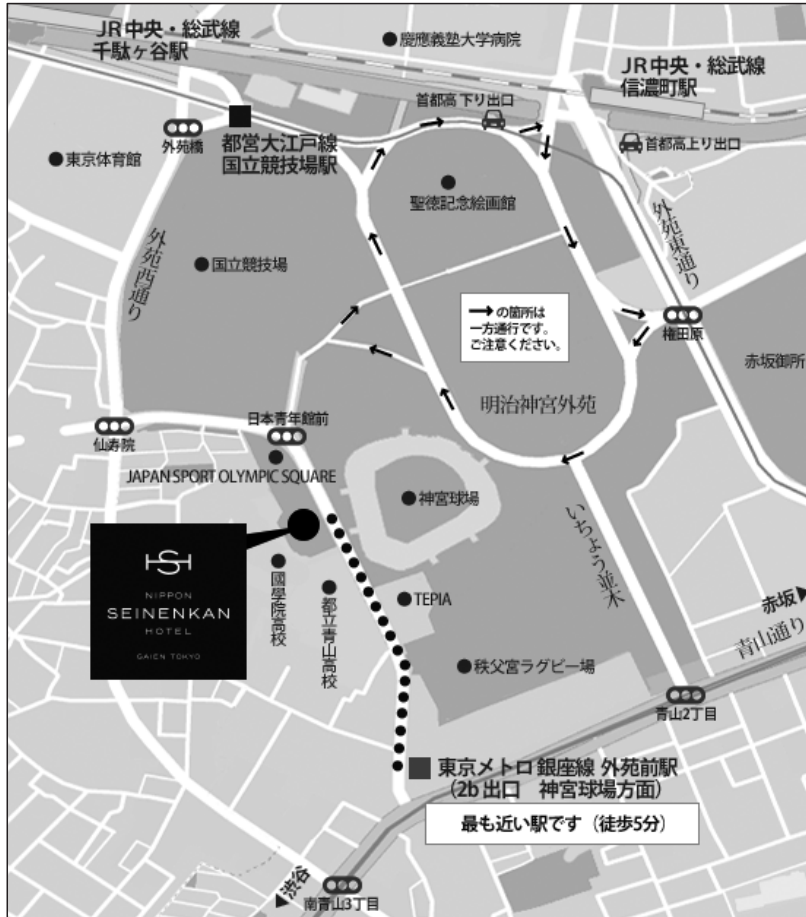 JR中央・総武線
千駄ヶ谷駅
慶應義塾大学病院
JR中央・総武線
信濃町駅
首都高 下り出口
首都高上り出口
外苑橋
都営大江戸線
国立競技場駅
東京体育館
聖徳記念絵画館
外苑西通り
外苑東通り
国立競技場
→の箇所は
一方通行です。
ご注意ください。
権田原
赤坂御所
明治神宮外苑
仙寿院
日本青年館前
JAPAN SPORT OLYMPIC SQUARE
神宮球場
いちょう並木
SH
NIPPON
SEINENKAN
HOTEL
GAIEN TOKYO
國學院高校
都立青山高校
TEPIA
赤坂▶
青山通り
秩父宮ラグビー場
青山2丁目
東京メトロ 銀座線 外苑前駅
(2b出口 神宮球場方面)
最も近い駅です(徒歩5分)
◀渋谷
南青山3丁目